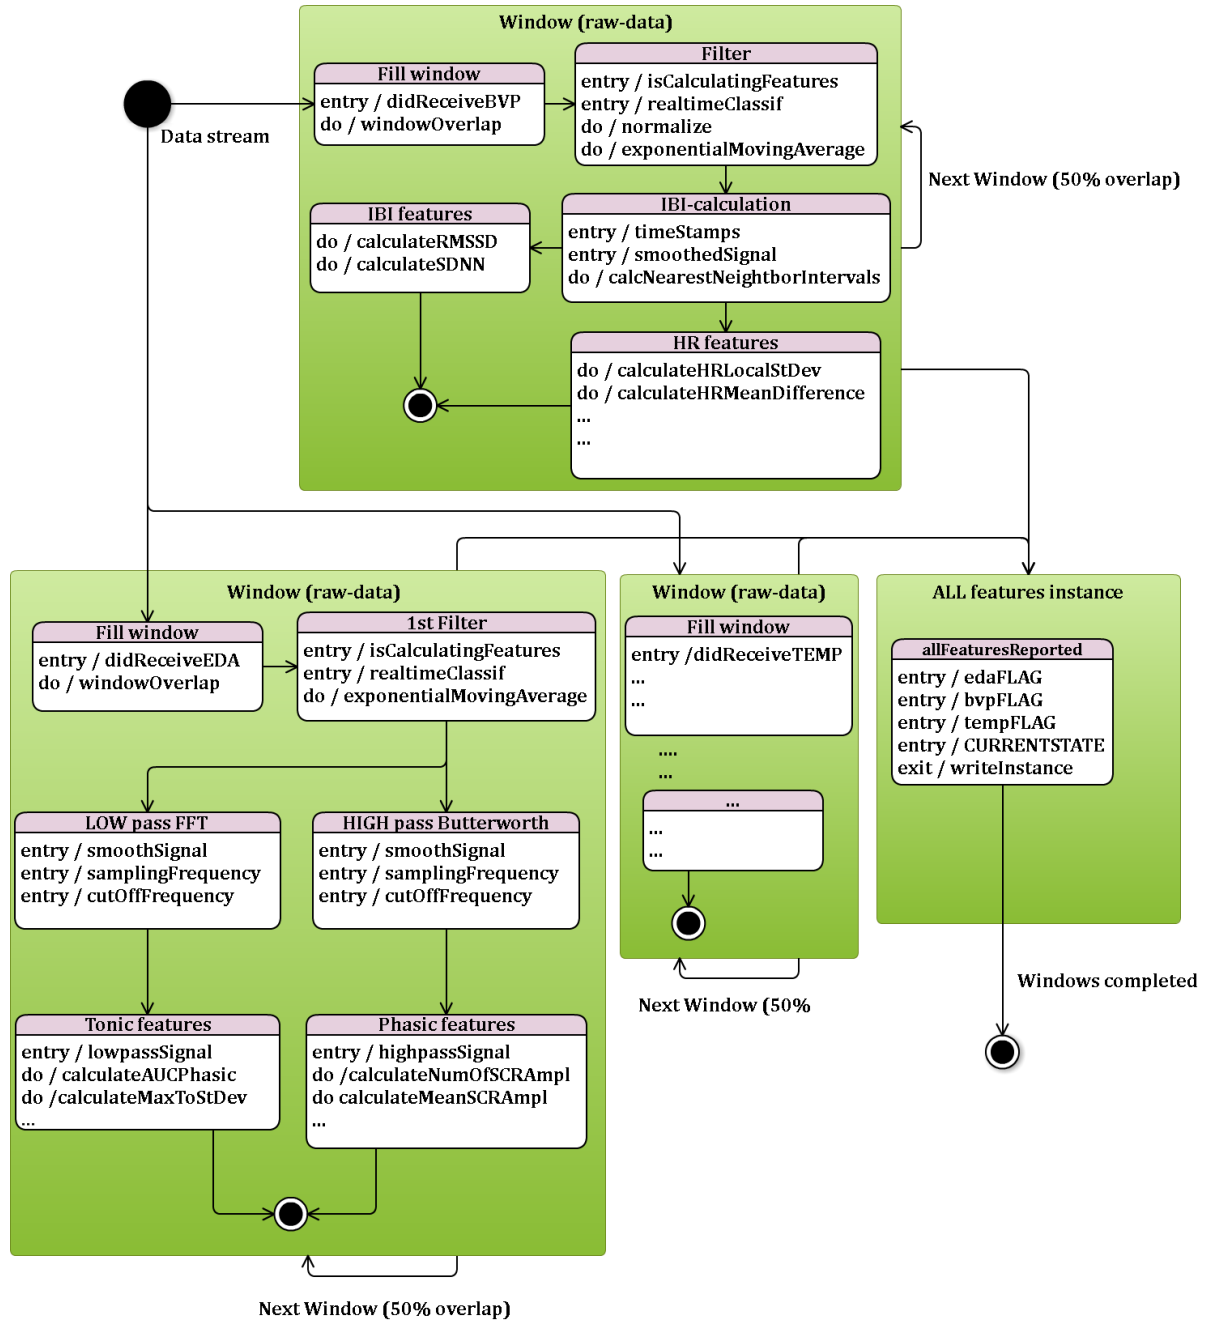 Window (raw-data)
Fill window
entry / didReceiveBVP
do / windowOverlap
Filter
entry / isCalculatingFeatures
entry / realtimeClassif
do / normalize
do / exponentialMovingAverage
Data stream
Next Window (50% overlap)
IBI features
do / calculateRMSSD
do / calculateSDNN
IBI-calculation
entry / timeStamps
entry / smoothedSignal
do / calcNearestNeightborIntervals
HR features
do / calculateHRLocalStDev
do / calculateHRMeanDifference
...
...
Window (raw-data)
Fill window
entry / didReceiveEDA
do / windowOverlap
1st Filter
entry / isCalculatingFeatures
entry / realtimeClassif
do / exponentialMovingAverage
LOW pass FFT
entry / smoothSignal
entry / samplingFrequency
entry / cutOffFrequency
HIGH pass Butterworth
entry / smoothSignal
entry / samplingFrequency
entry / cutOffFrequency
Tonic features
entry / lowpassSignal
do / calculateAUCPhasic
do /calculateMaxToStDev
...
Phasic features
entry / highpassSignal
do /calculateNumOfSCRAmpl
do calculateMeanSCRAmpl
...
Next Window (50% overlap)
Window (raw-data)
Fill window
entry /didReceiveTEMP
...
...
....
...
...
...
...
Next Window (50%
ALL features instance
allFeaturesReported
entry / edaFLAG
entry / bvpFLAG
entry / tempFLAG
entry / CURRENTSTATE
exit / writeInstance
Windows completed